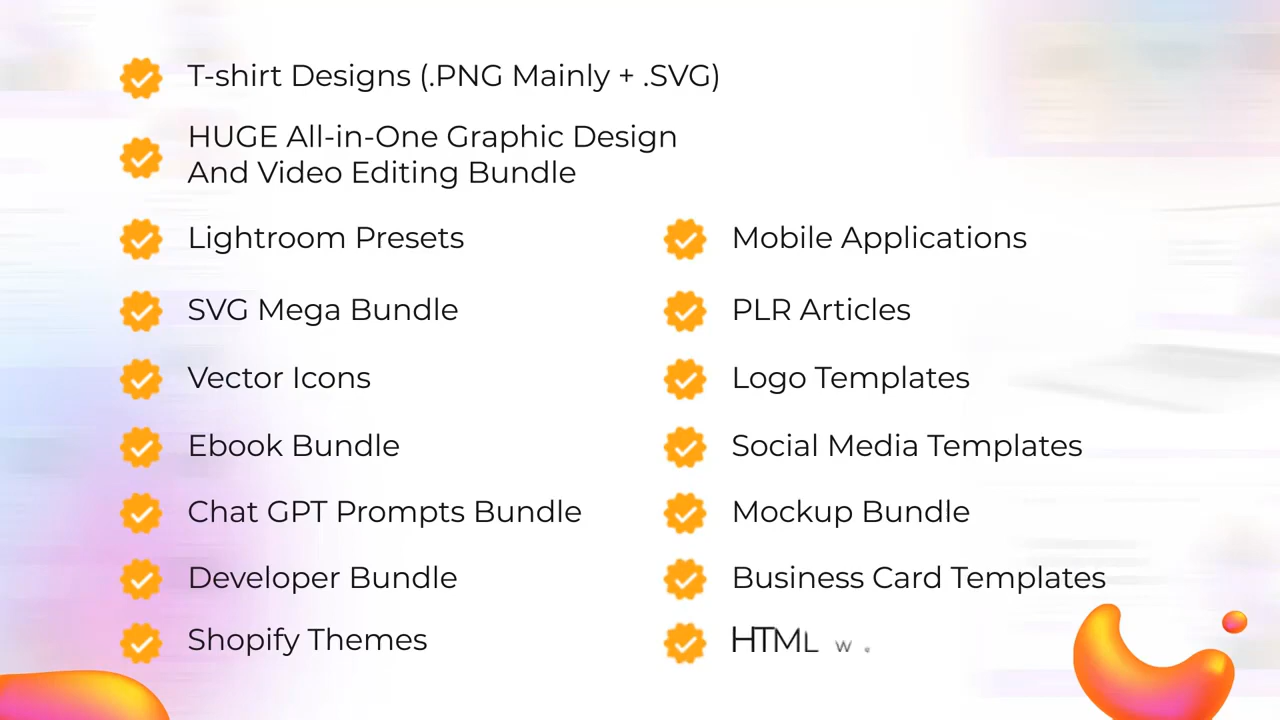 T-shirt Designs (.PNG Mainly + .SVG)
HUGE All-in-One Graphic Design
And Video Editing Bundle
Lightroom Presets
SVG Mega Bundle
Vector Icons
Ebook Bundle
Chat GPT Prompts Bundle
Developer Bundle
Shopify Themes
Mobile Applications
PLR Articles
Logo Templates
Social Media Templates
Mockup Bundle
Business Card Templates
HTML